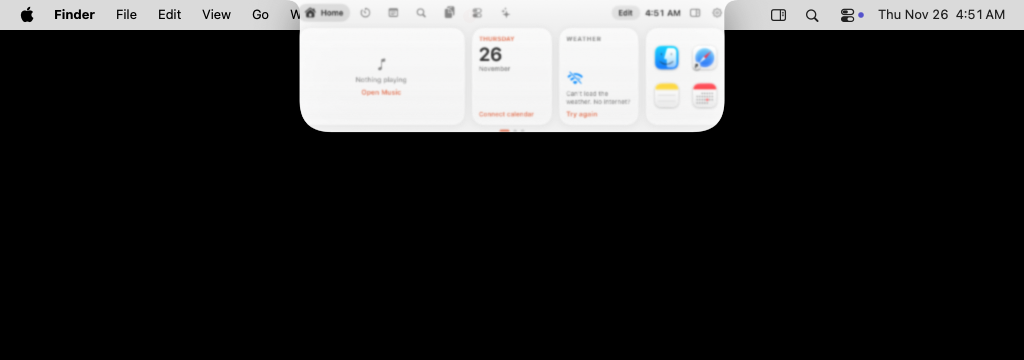 Finder File Edit View Go W
Home
Edit 4:51 AM
Thu Nov 26 4:51 AM
Nothing playing
Open Music
THURSDAY
26
November
Connect calendar
WEATHER
Can't load the
weather. No internet?
Try again